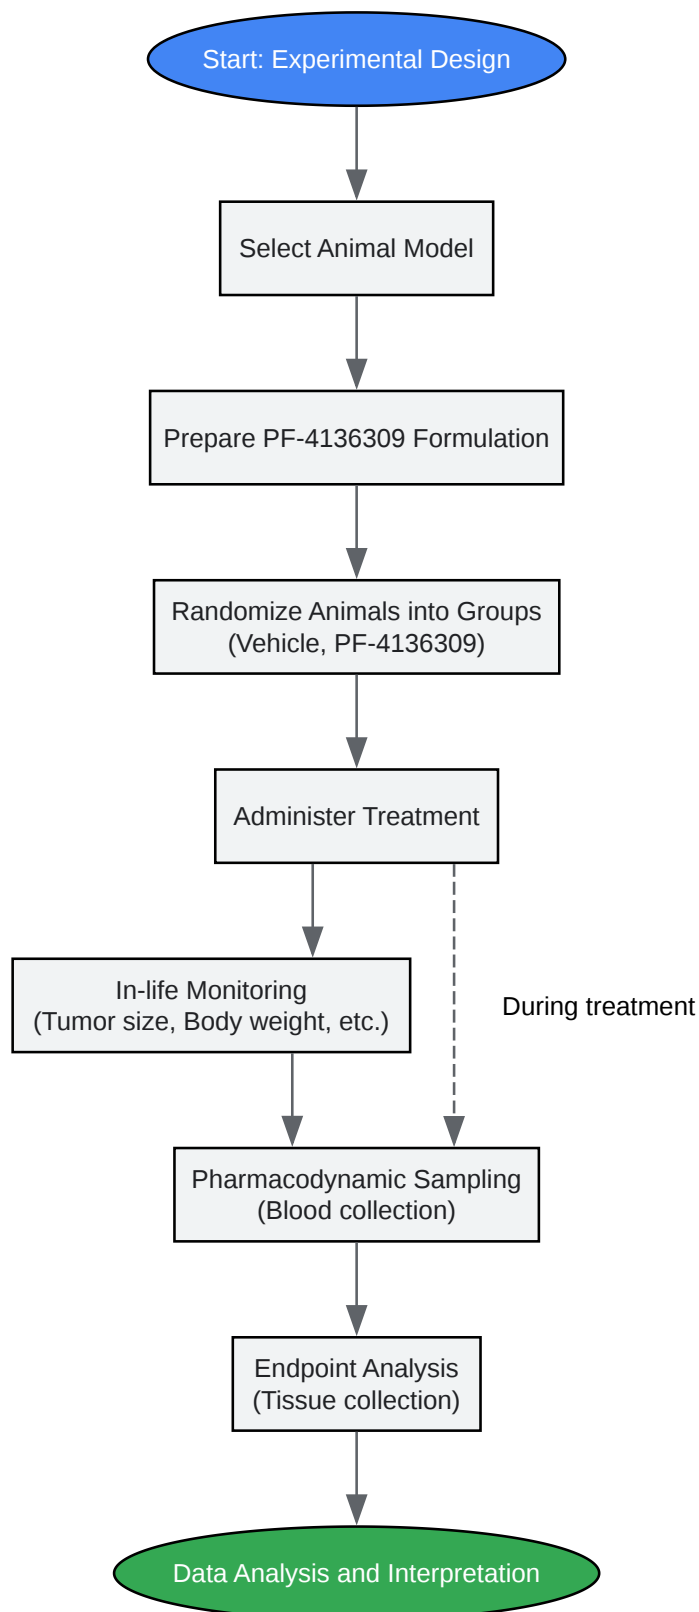 Start: Experimental Design
Select Animal Model
Prepare PF-4136309 Formulation
Randomize Animals into Groups
(Vehicle, PF-4136309)
Administer Treatment
In-life Monitoring
(Tumor size, Body weight, etc.)
During treatment
Pharmacodynamic Sampling
(Blood collection)
Endpoint Analysis
(Tissue collection)
Data Analysis and Interpretation